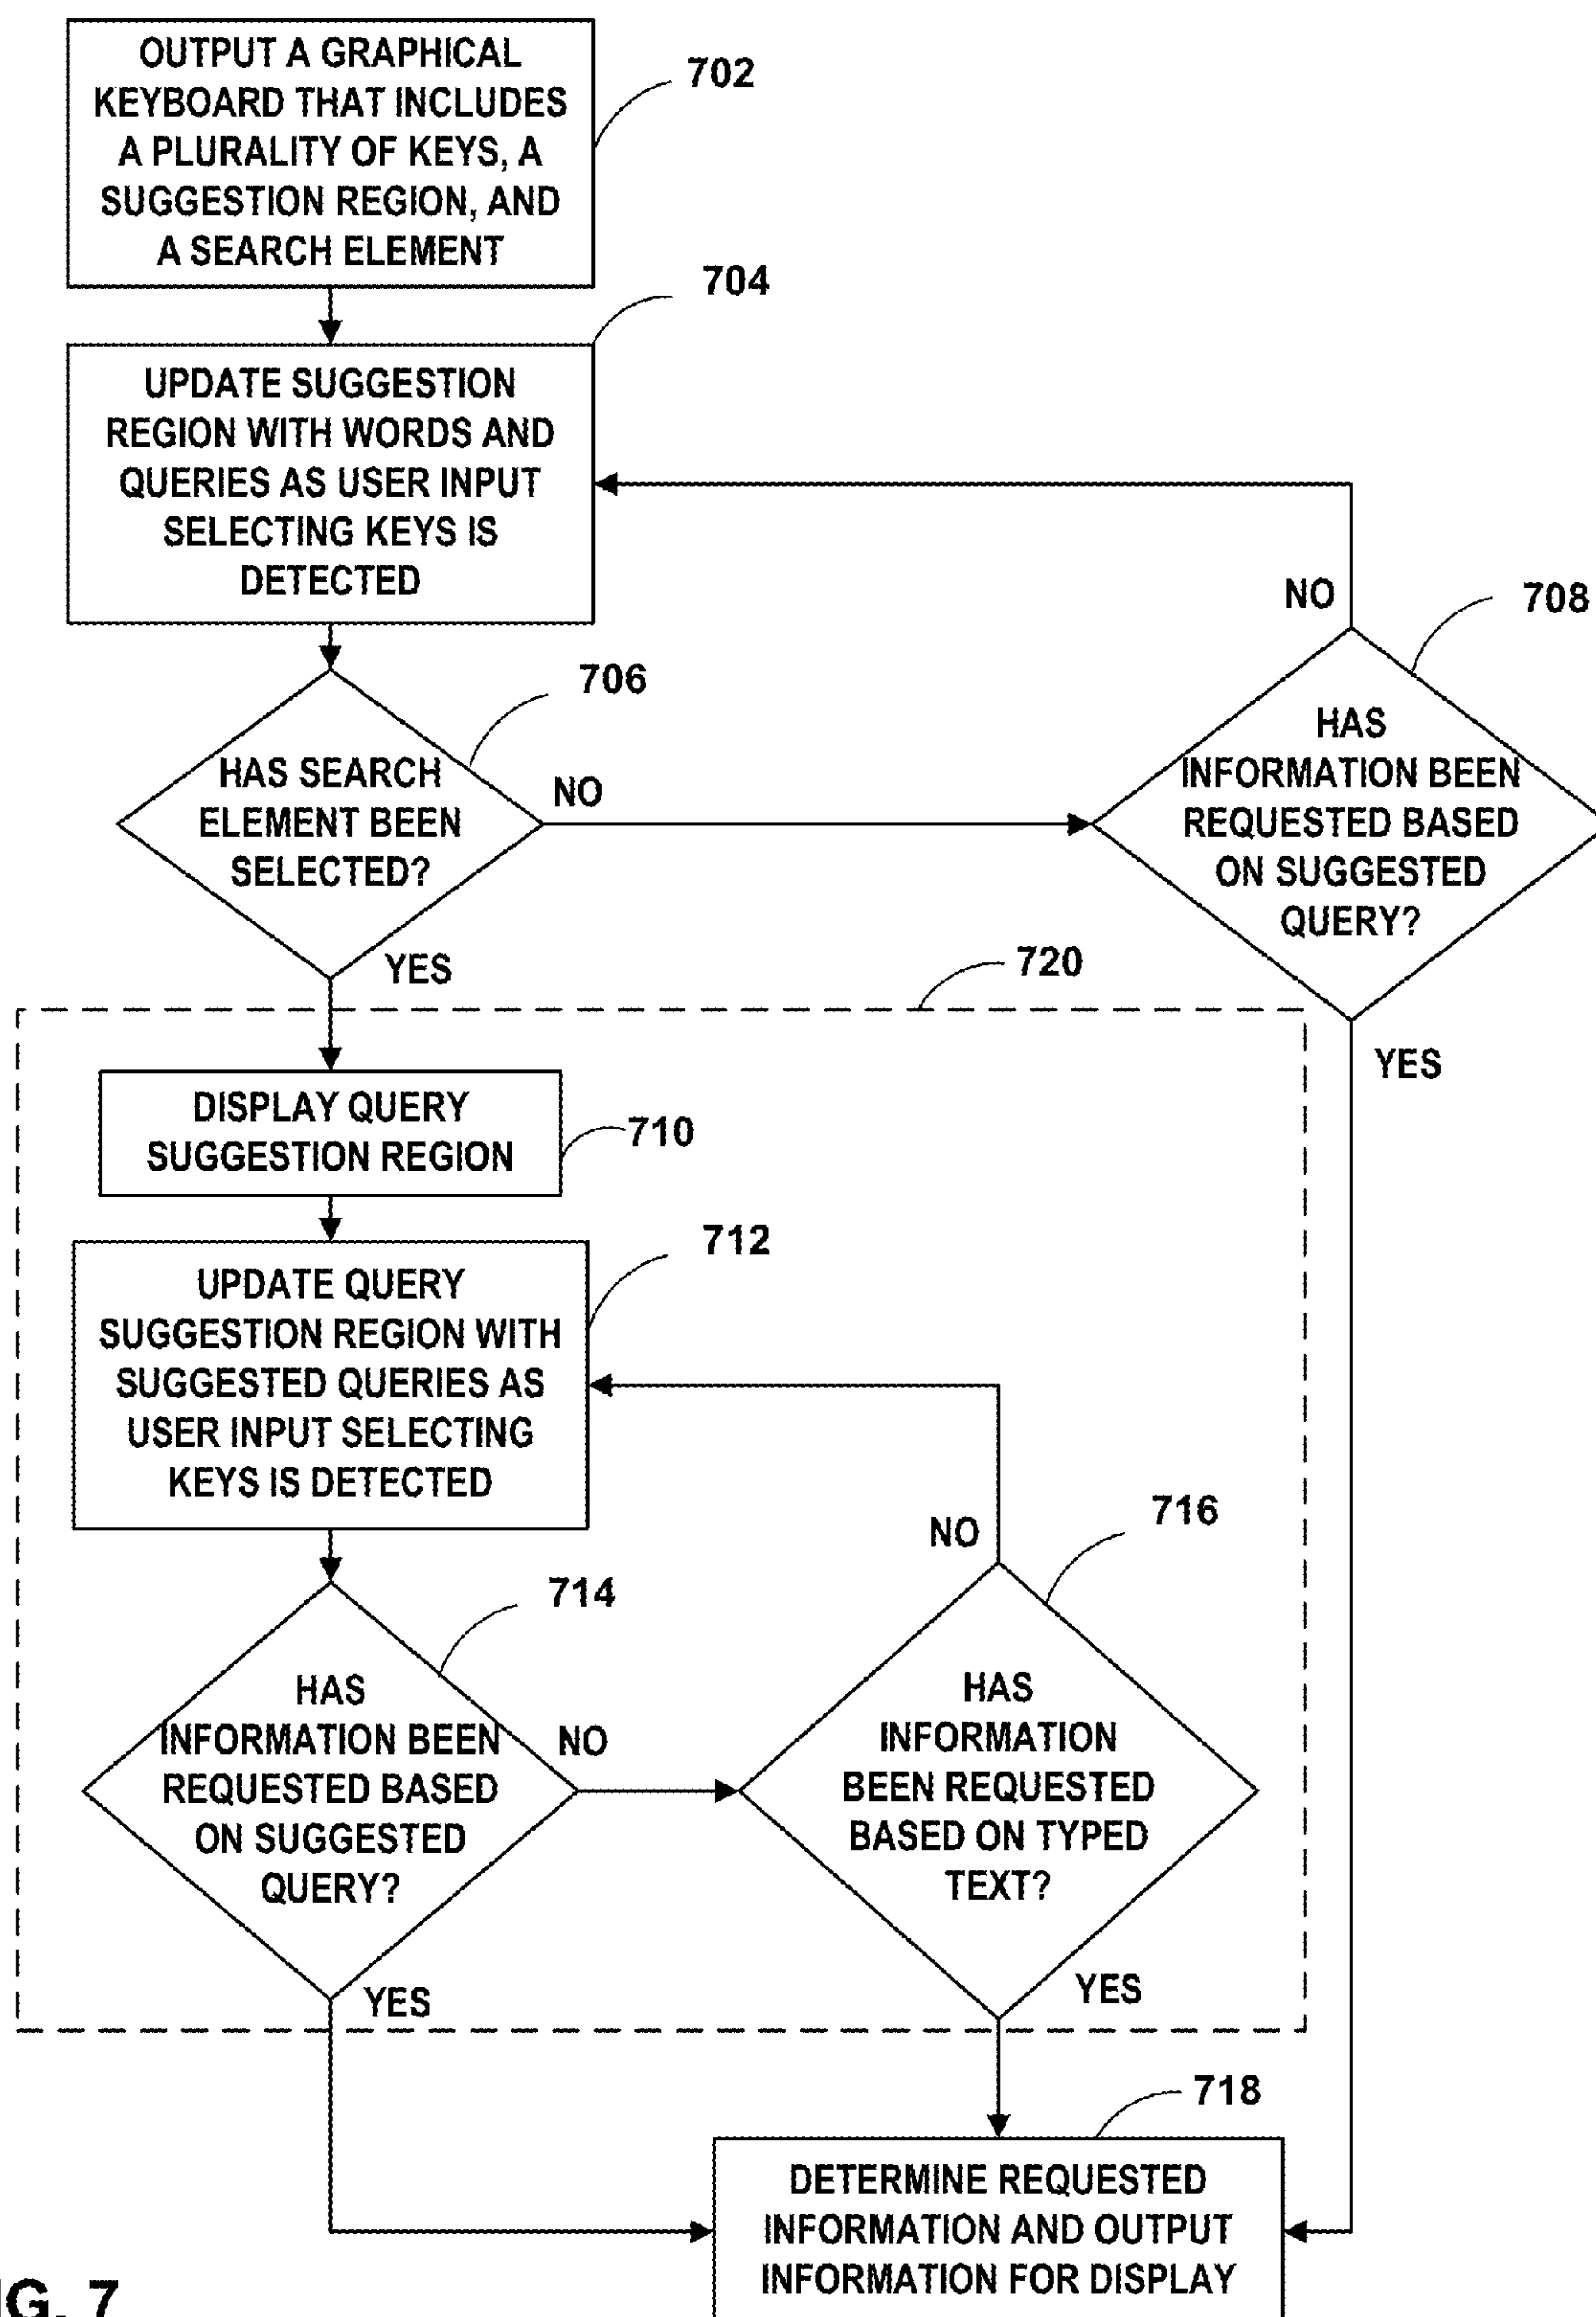 OUTPUT A GRAPHICAL
KEYBOARD THAT INCLUDES
A PLURALITY OF KEYS, A
SUGGESTION REGION, AND
A SEARCH ELEMENT
702
704
UPDATE SUGGESTION
REGION WITH WORDS AND
QUERIES AS USER INPUT
SELECTING KEYS IS
DETECTED
706
HAS SEARCH
ELEMENT BEEN
SELECTED?
NO
YES
NO
708
HAS
INFORMATION BEEN
REQUESTED BASED
ON SUGGESTED
QUERY?
YES
720
DISPLAY QUERY
SUGGESTION REGION
710
712
UPDATE QUERY
SUGGESTION REGION WITH
SUGGESTED QUERIES AS
USER INPUT SELECTING
KEYS IS DETECTED
714
HAS
INFORMATION BEEN
REQUESTED BASED
ON SUGGESTED
QUERY?
NO
YES
NO
716
HAS
INFORMATION
BEEN REQUESTED
BASED ON TYPED
TEXT?
YES
718
DETERMINE REQUESTED
INFORMATION AND OUTPUT
INFORMATION FOR DISPLAY
IG. 7